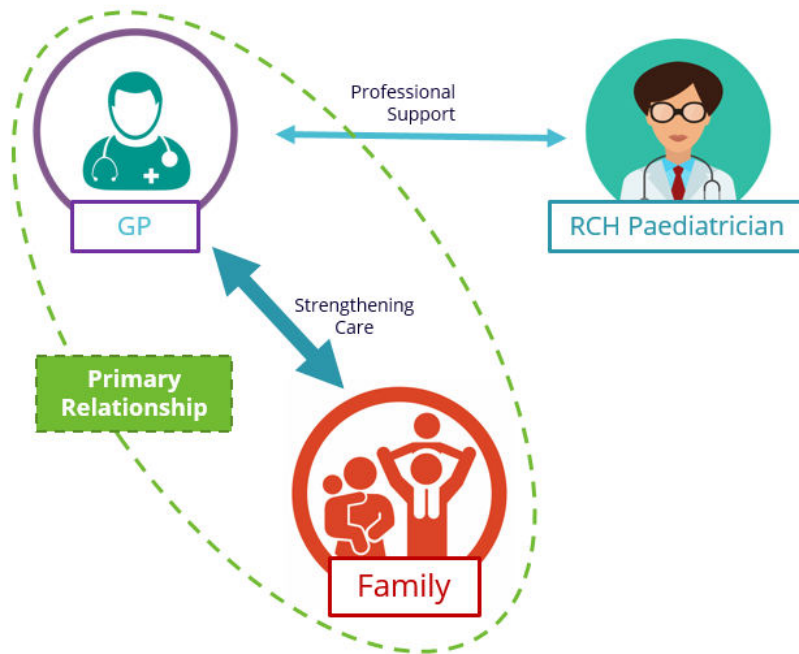 Professional
Support
GP
RCH Paediatrician
Strengthening
Care
Primary
Relationship
Family